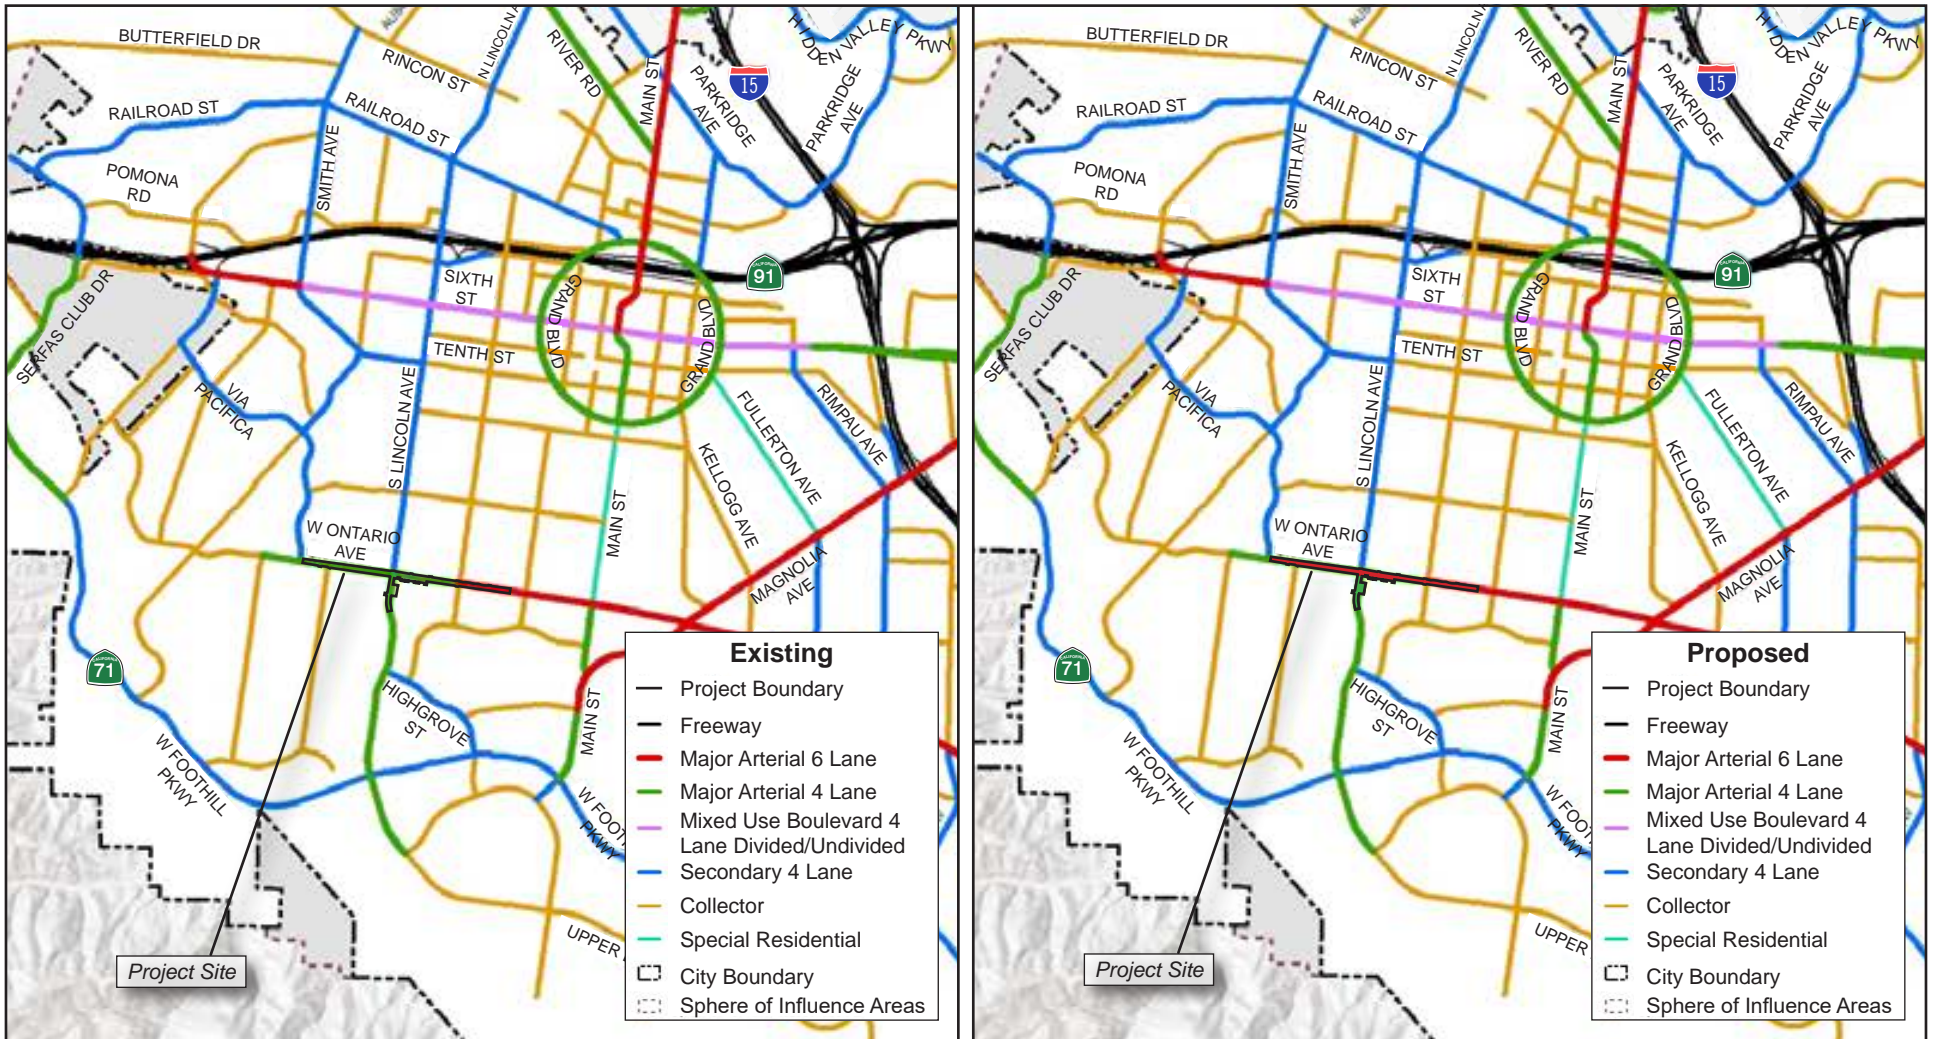 BUTTERFIELD DR
RINCON ST
N LINCOLN
RIVER RD
MAIN ST
15
PARKRIDGE
AVE
HIDDEN VALLEY PKWY
PARKRIDGE
AVE
RAILROAD ST
RAILROAD ST
SMITH AVE
POMONA
RD
CALIFORNIA
91
SIXTH
ST
GRAND BLVD
GRAND BLVD
SERFAS CLUB DR
TENTH ST
VIA
PACIFICA
S LINCOLN AVE
FULLERTON AVE
RIMPAU AVE
KELLOGG AVE
MAIN ST
W ONTARIO
AVE
MAGNOLIA
AVE
CALIFORNIA
71
HIGHGROVE
ST
MAIN ST
W FOOTHILL
PKWY
W FOOT
PKWY
UPPER
Project Site
Existing
Project Boundary
Freeway
Major Arterial 6 Lane
Major Arterial 4 Lane
Mixed Use Boulevard 4
Lane Divided/Undivided
Secondary 4 Lane
Collector
Special Residential
City Boundary
Sphere of Influence Areas
BUTTERFIELD DR
RINCON ST
N LINCOLN
RIVER RD
MAIN ST
15
PARKRIDGE
AVE
HIDDEN VALLEY PKWY
PARKRIDGE
AVE
RAILROAD ST
RAILROAD ST
SMITH AVE
POMONA
RD
CALIFORNIA
91
SIXTH
ST
GRAND BLVD
GRAND BLVD
SERFAS CLUB DR
TENTH ST
VIA
PACIFICA
S LINCOLN AVE
FULLERTON AVE
RIMPAU AVE
KELLOGG AVE
MAIN ST
W ONTARIO
AVE
MAGNOLIA
AVE
CALIFORNIA
71
HIGHGROVE
ST
MAIN ST
W FOOTHILL
PKWY
W FOOT
PKWY
UPPER
Project Site
Proposed
Project Boundary
Freeway
Major Arterial 6 Lane
Major Arterial 4 Lane
Mixed Use Boulevard 4
Lane Divided/Undivided
Secondary 4 Lane
Collector
Special Residential
City Boundary
Sphere of Influence Areas